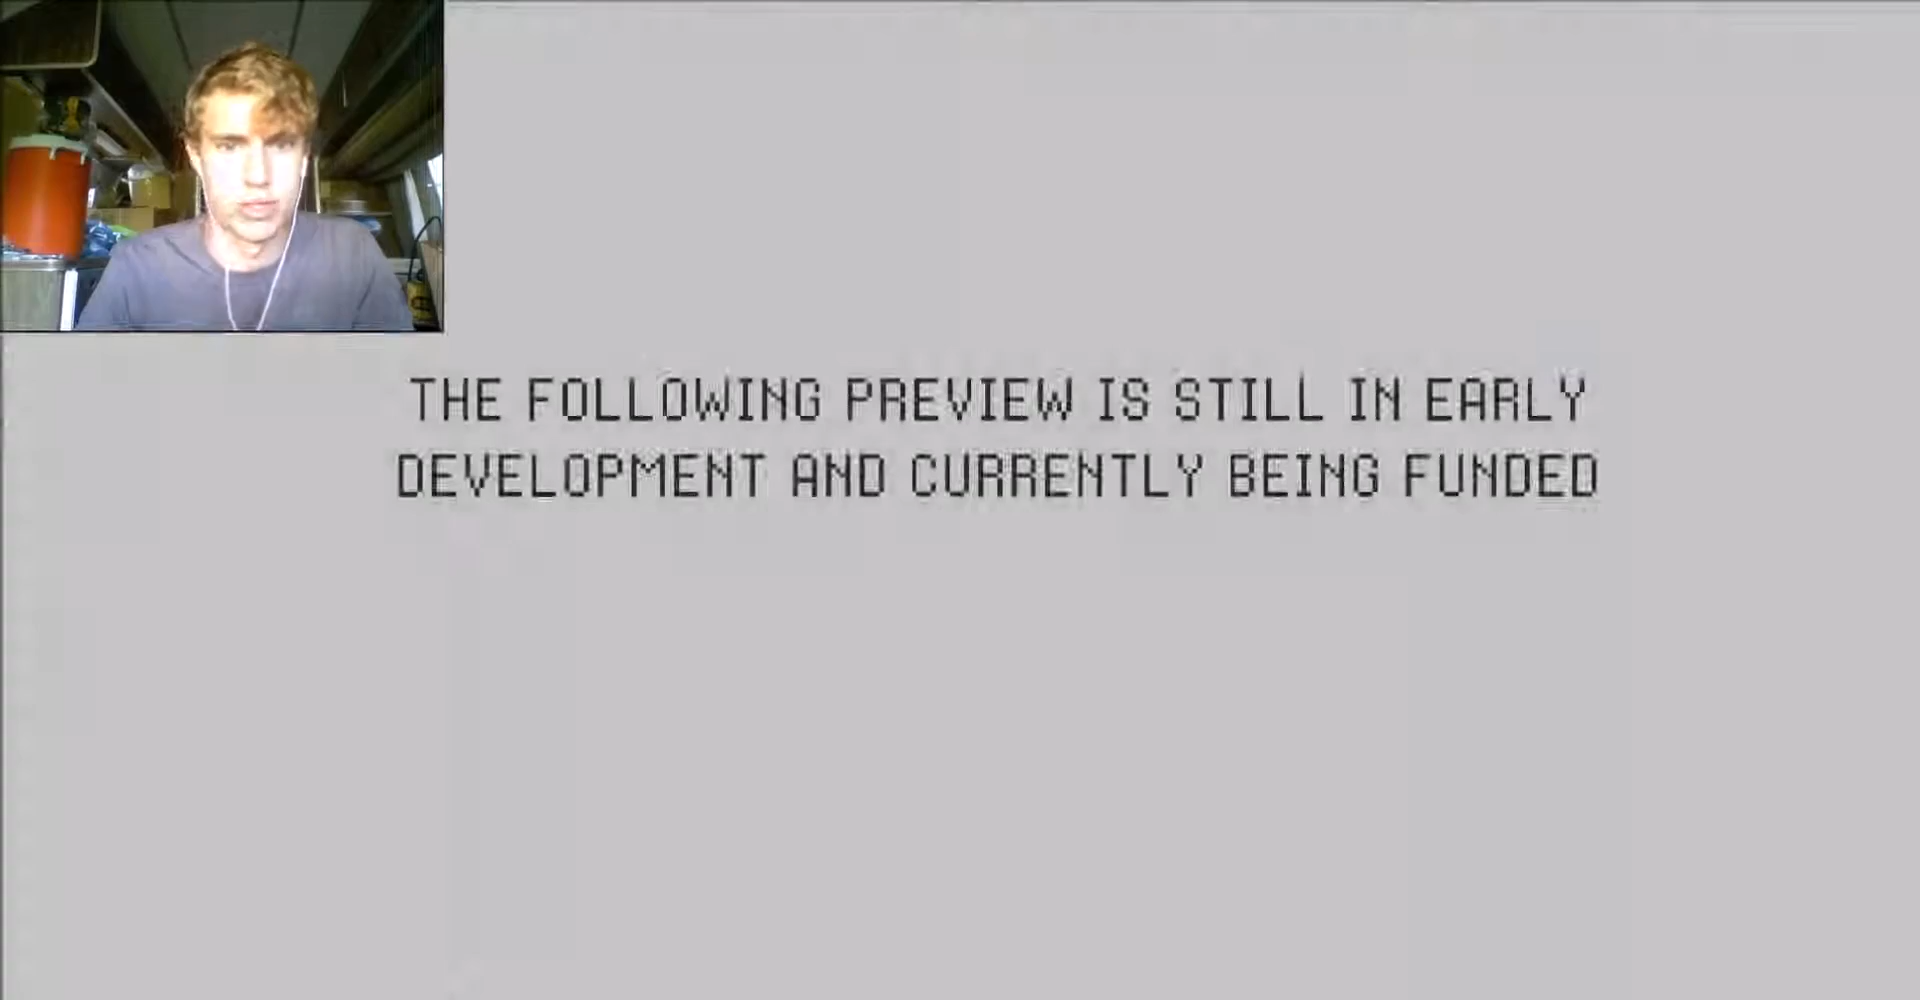 THE FOLLOWING PREVIEW IS STILL IN EARLY
DEVELOPMENT AND CURRENTLY BEING FUNDED